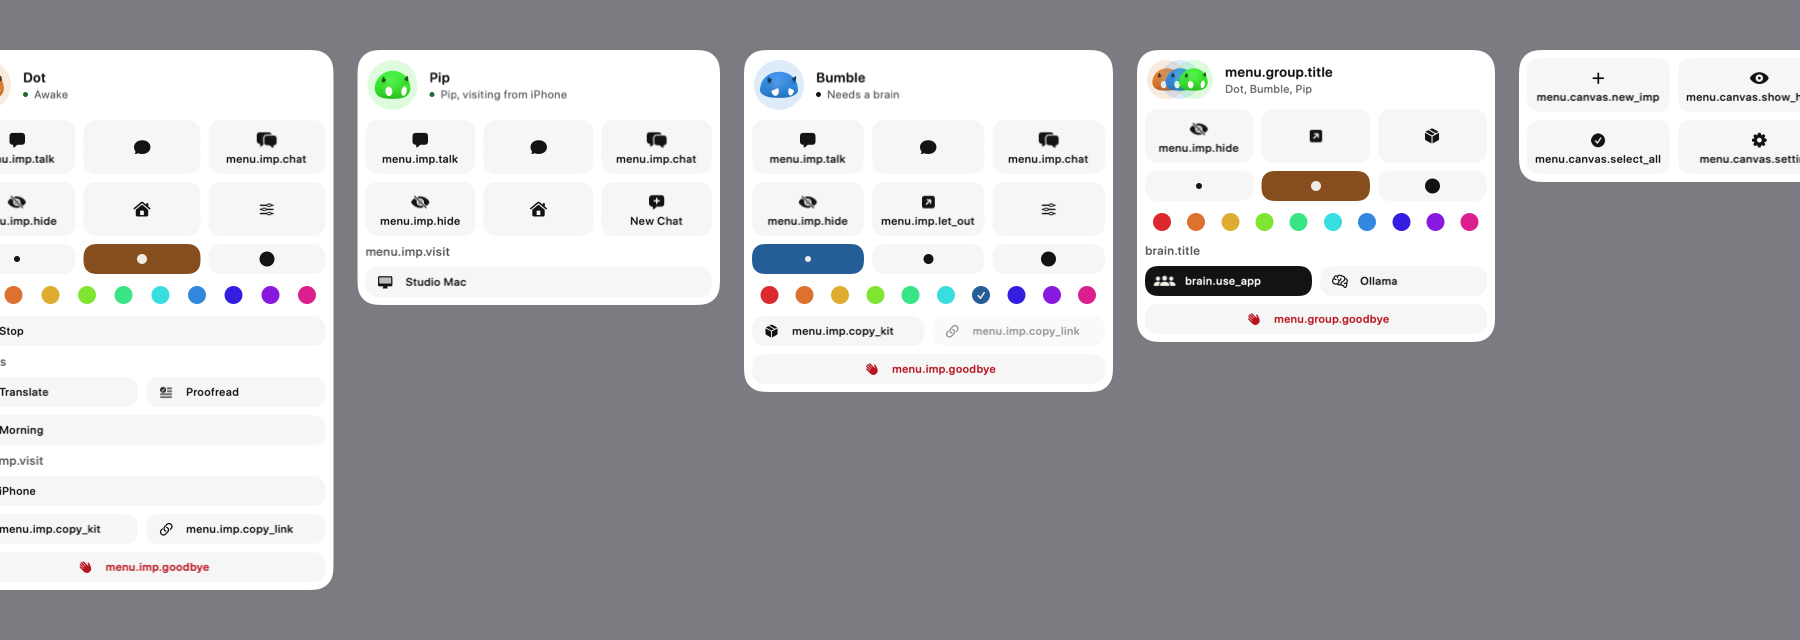 Dot
Awake
u.talk
menu.imp.chat
u.hide
Stop
s
Translate
Proofread
Morning
mp.visit
iPhone
menu.imp.copy_kit
menu.imp.copy_link
menu.imp.goodbye
Pip
Pip, visiting from iPhone
menu.imp.talk
menu.imp.chat
menu.imp.hide
New Chat
menu.imp.visit
Studio Mac
Bumble
Needs a brain
menu.imp.talk
menu.imp.chat
menu.imp.hide
menu.imp.let_out
menu.imp.copy_kit
menu.imp.copy_link
menu.imp.goodbye
menu.group.title
Dot, Bumble, Pip
menu.imp.hide
brain.title
brain.use_app
Ollama
menu.group.goodbye
menu.canvas.new_imp
menu.canvas.show_h
menu.canvas.select_all
menu.canvas.setti